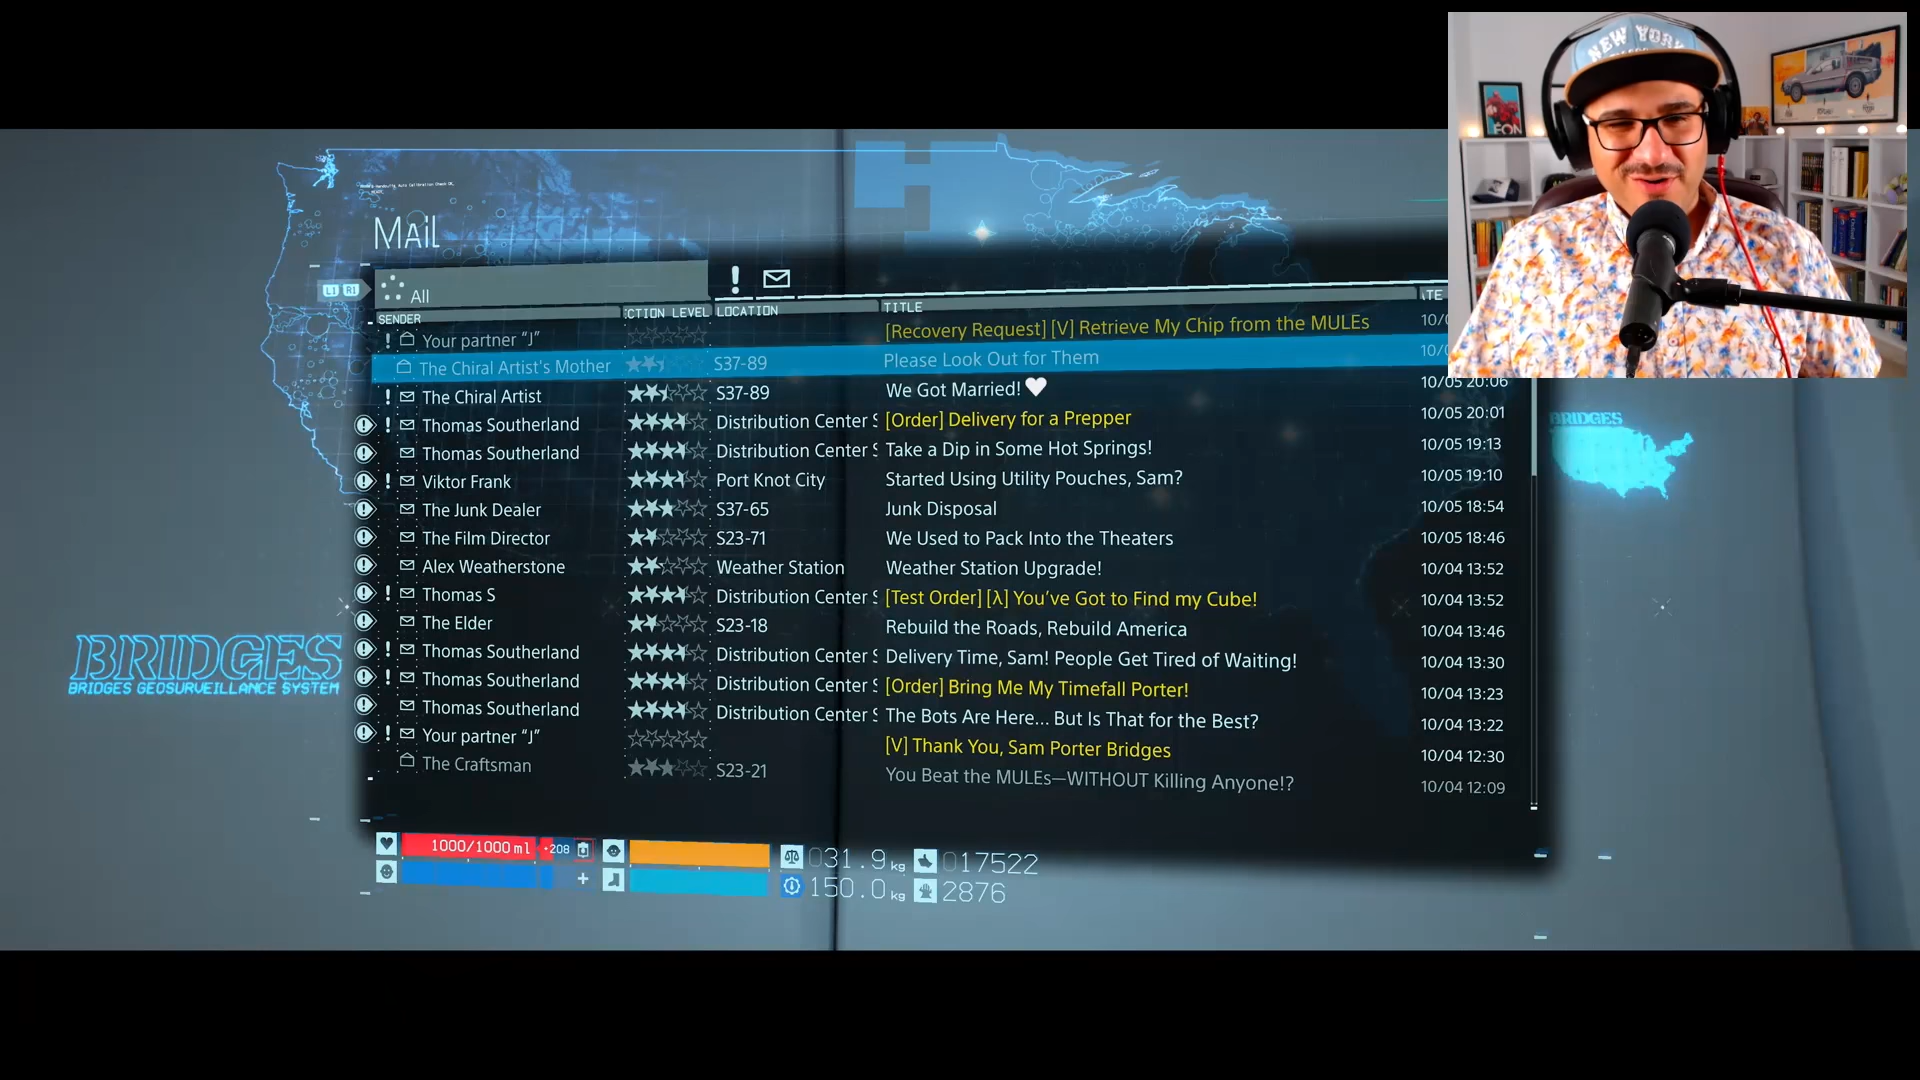 NEW YORK
EON
Mail
L1 R1
All
SENDER
CTION LEVEL
LOCATION
TITLE
ATE
Your partner “J” [Recovery Request] [V] Retrieve My Chip from the MULEs 10/0
The Chiral Artist's Mother S37-89 Please Look Out for Them 10/0
The Chiral Artist S37-89 We Got Married! 10/05 20:06
Thomas Southerland Distribution Center S [Order] Delivery for a Prepper 10/05 20:01
Thomas Southerland Distribution Center S Take a Dip in Some Hot Springs! 10/05 19:13
Viktor Frank Port Knot City Started Using Utility Pouches, Sam? 10/05 19:10
The Junk Dealer S37-65 Junk Disposal 10/05 18:54
The Film Director S23-71 We Used to Pack Into the Theaters 10/05 18:46
Alex Weatherstone Weather Station Weather Station Upgrade! 10/04 13:52
Thomas S Distribution Center S [Test Order] [λ] You’ve Got to Find my Cube! 10/04 13:52
The Elder S23-18 Rebuild the Roads, Rebuild America 10/04 13:46
Thomas Southerland Distribution Center S Delivery Time, Sam! People Get Tired of Waiting! 10/04 13:30
Thomas Southerland Distribution Center S [Order] Bring Me My Timefall Porter! 10/04 13:23
Thomas Southerland Distribution Center S The Bots Are Here... But Is That for the Best? 10/04 13:22
Your partner “J” [V] Thank You, Sam Porter Bridges 10/04 12:30
The Craftsman S23-21 You Beat the MULEs—WITHOUT Killing Anyone!? 10/04 12:09
BRIDGES
BRIDGES
BRIDGES GEOSURVEILLANCE SYSTEM
1000/1000 ml
208
031.9 kg
017522
150.0 kg
2876